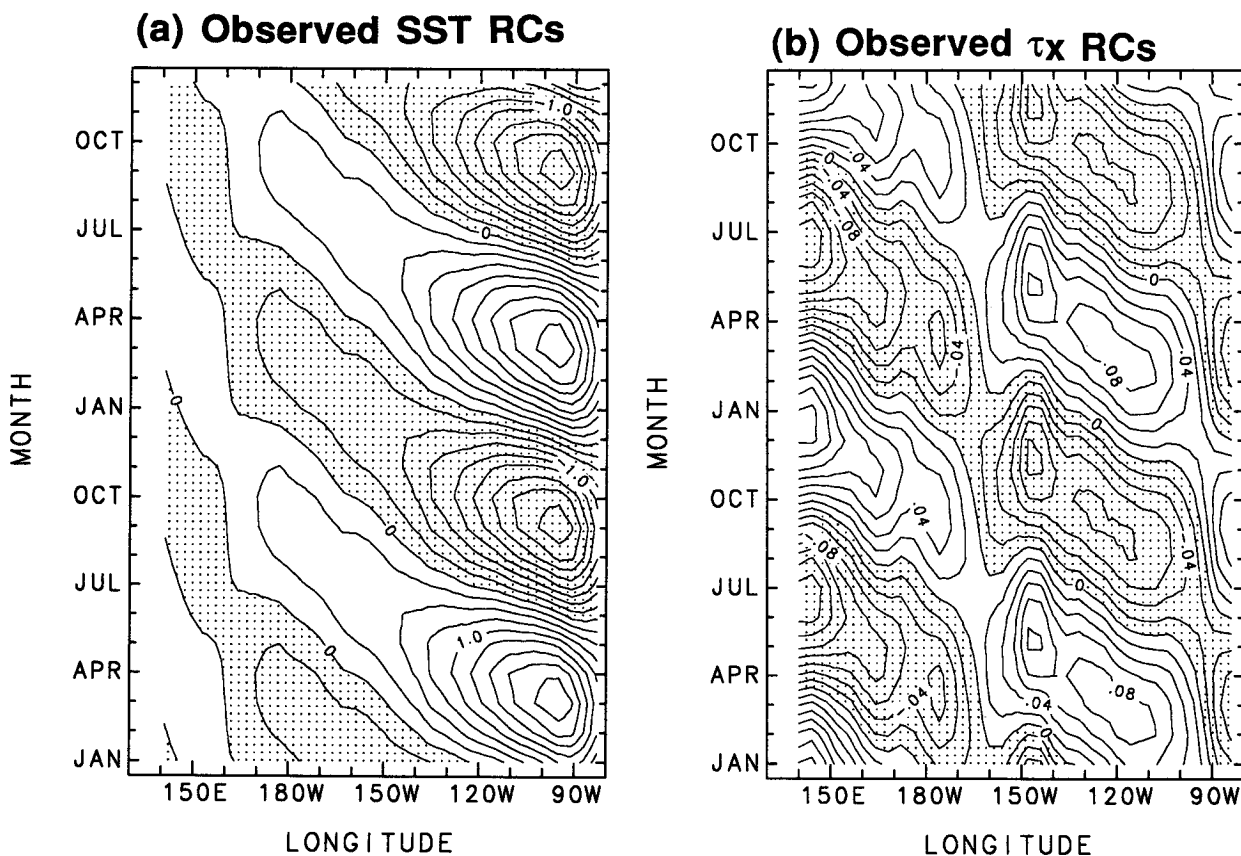 (a) Observed SST RCs
(b) Observed τx RCs
MONTH
OCT
JUL
APR
JAN
OCT
JUL
APR
JAN
-1.0
0
0
-1.0
0
1.0
0
150E 180W 150W 120W 90W
LONGITUDE
MONTH
OCT
JUL
APR
JAN
OCT
JUL
APR
JAN
0
.04
-.04
-.08
0
-.04
.08
.04
0
.04
-.04
-.08
0
-.04
.08
.04
0
150E 180W 150W 120W 90W
LONGITUDE